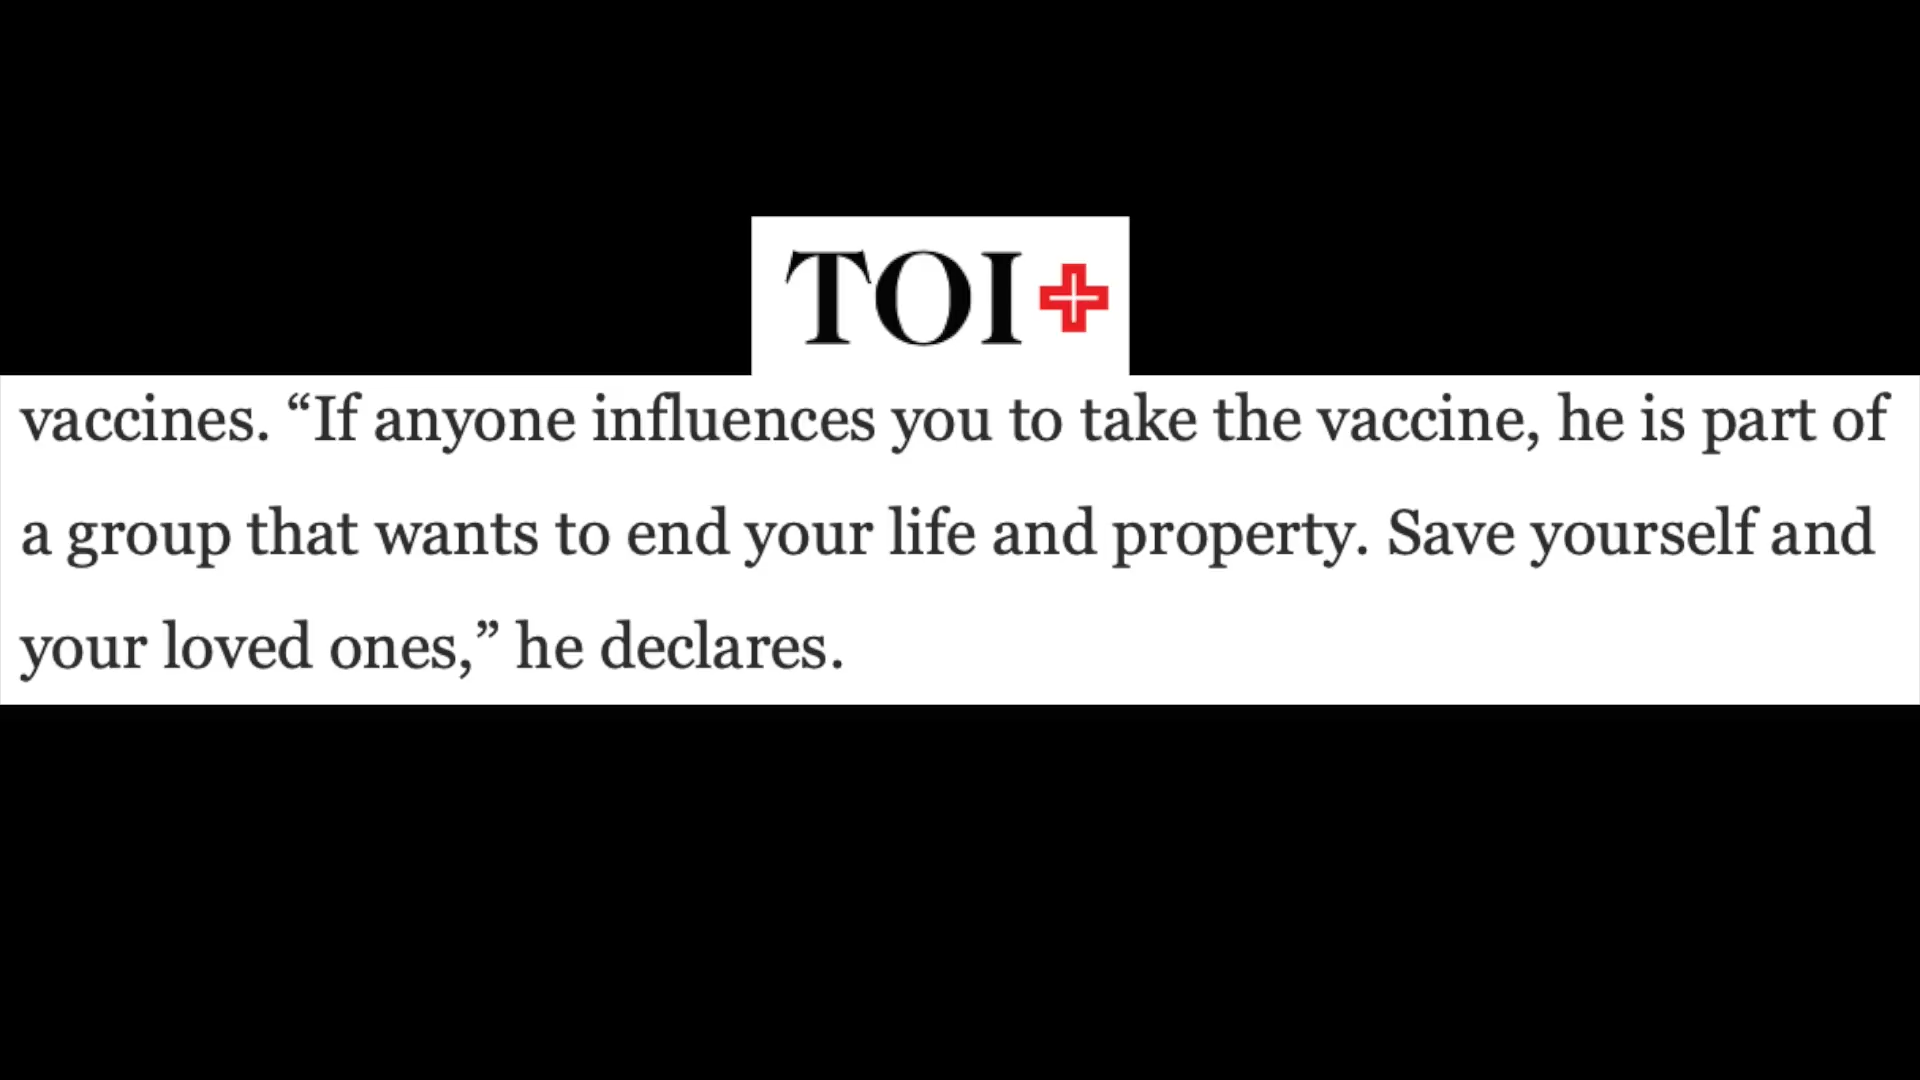 TOI+
vaccines. “If anyone influences you to take the vaccine, he is part of
a group that wants to end your life and property. Save yourself and
your loved ones,” he declares.